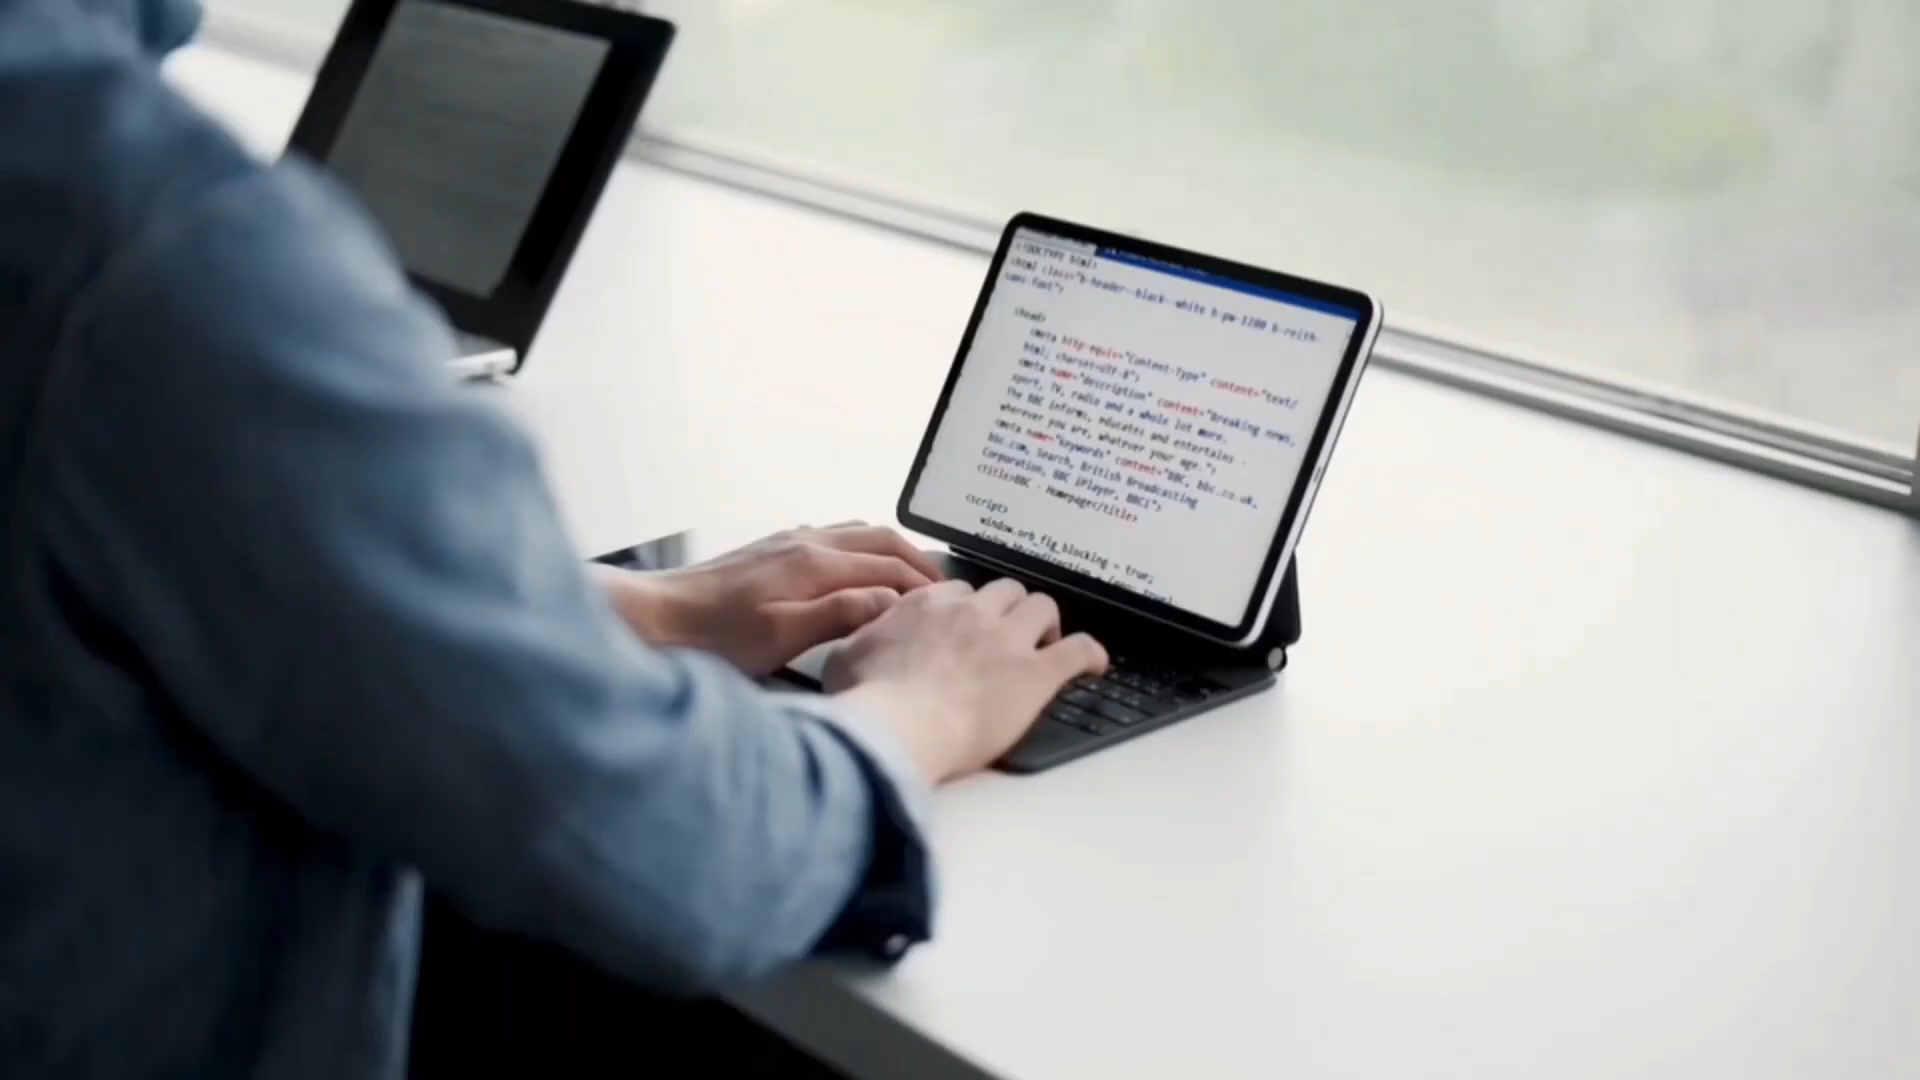 <!DOCTYPE html>
<html class="b-header--black--white b-pw-1280 b-reith-
sans-font">
<head>
<meta http-equiv="Content-Type" content="text/
html; charset=utf-8">
<meta name="description" content="Breaking news,
sport, TV, radio and a whole lot more.
The BBC informs, educates and entertains -
wherever you are, whatever your age.">
<meta name="keywords" content="BBC, bbc.co.uk,
bbc.com, Search, British Broadcasting
Corporation, BBC iPlayer, BBCi">
<title>BBC - Homepage</title>
<script>
window.orb_fig_blocking = true;